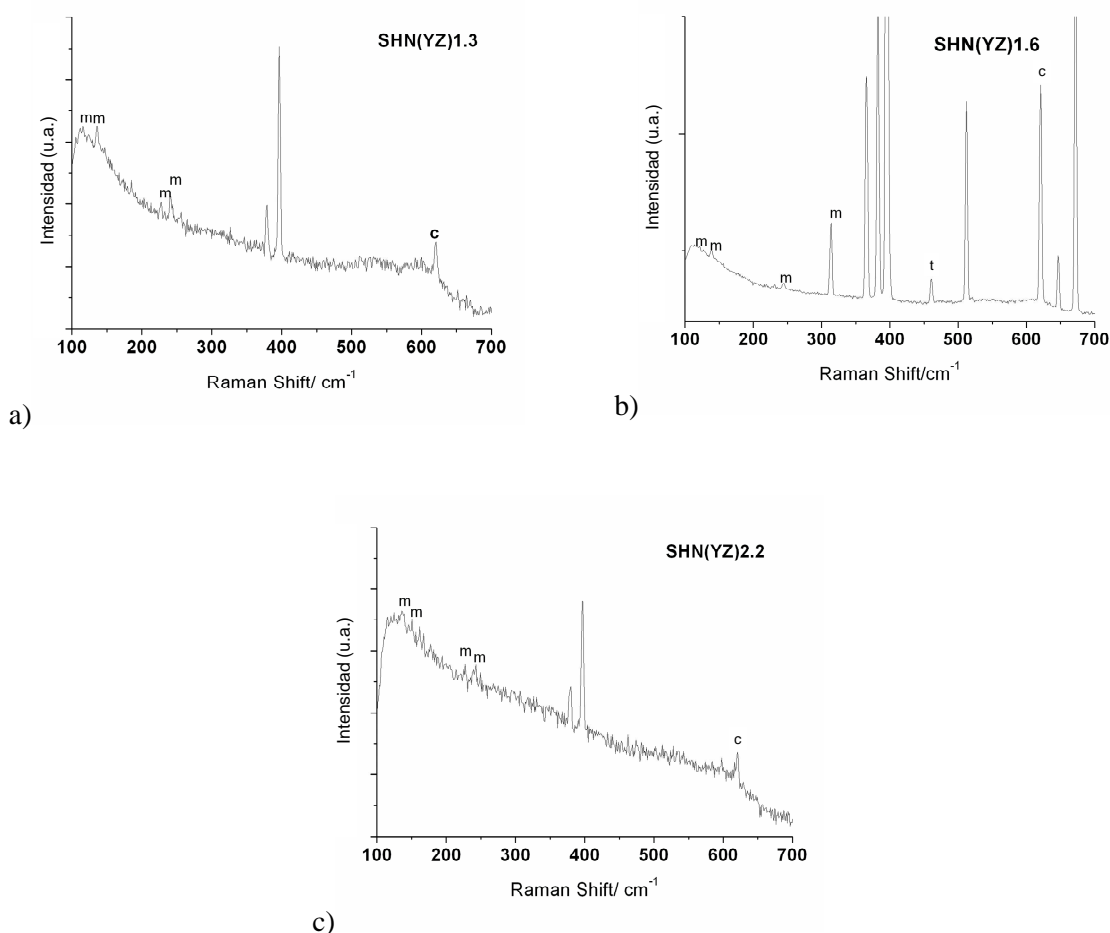 SHN(YZ)1.3
mm
m
m
c
Intensidad (u.a.)
100 200 300 400 500 600 700
Raman Shift/ cm-1
a)
SHN(YZ)1.6
c
m
m m
m
t
Intensidad (u.a.)
100 200 300 400 500 600 700
Raman Shift/cm-1
b)
SHN(YZ)2.2
m
m
m m
c
Intensidad (u.a.)
100 200 300 400 500 600 700
Raman Shift/ cm-1
c)